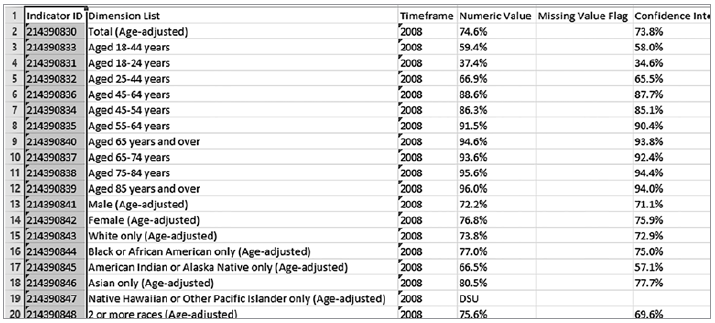 1 Indicator ID Dimension List Timeframe Numeric Value Missing Value Flag Confidence Inte
2 214390830 Total (Age-adjusted) 2008 74.6% 73.8%
3 214390833 Aged 18-44 years 2008 59.4% 58.0%
4 214390831 Aged 18-24 years 2008 37.4% 34.6%
5 214390832 Aged 25-44 years 2008 66.9% 65.5%
6 214390836 Aged 45-64 years 2008 88.6% 87.7%
7 214390834 Aged 45-54 years 2008 86.3% 85.1%
8 214390835 Aged 55-64 years 2008 91.5% 90.4%
9 214390840 Aged 65 years and over 2008 94.6% 93.8%
10 214390837 Aged 65-74 years 2008 93.6% 92.4%
11 214390838 Aged 75-84 years 2008 95.6% 94.4%
12 214390839 Aged 85 years and over 2008 96.0% 94.0%
13 214390841 Male (Age-adjusted) 2008 72.2% 71.1%
14 214390842 Female (Age-adjusted) 2008 76.8% 75.9%
15 214390843 White only (Age-adjusted) 2008 73.8% 72.9%
16 214390844 Black or African American only (Age-adjusted) 2008 77.0% 75.0%
17 214390845 American Indian or Alaska Native only (Age-adjusted) 2008 66.5% 57.1%
18 214390846 Asian only (Age-adjusted) 2008 80.5% 77.7%
19 214390847 Native Hawaiian or Other Pacific Islander only (Age-adjusted) 2008 DSU
20 214390848 2 or more races (Age-adjusted) 2008 75.6% 69.6%